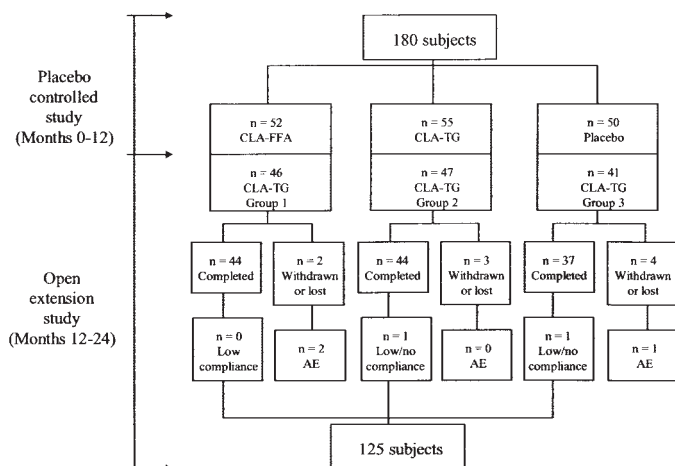 180 subjects
Placebo
controlled
study
(Months 0-12)
n = 52
CLA-FFA
n = 55
CLA-TG
n = 50
Placebo
n = 46
CLA-TG
Group 1
n = 47
CLA-TG
Group 2
n = 41
CLA-TG
Group 3
Open
extension
study
(Months 12-24)
n = 44
Completed
n = 2
Withdrawn
or lost
n = 44
Completed
n = 3
Withdrawn
or lost
n = 37
Completed
n = 4
Withdrawn
or lost
n = 0
Low
compliance
n = 2
AE
n = 1
Low/no
compliance
n = 0
AE
n = 1
Low/no
compliance
n = 1
AE
125 subjects